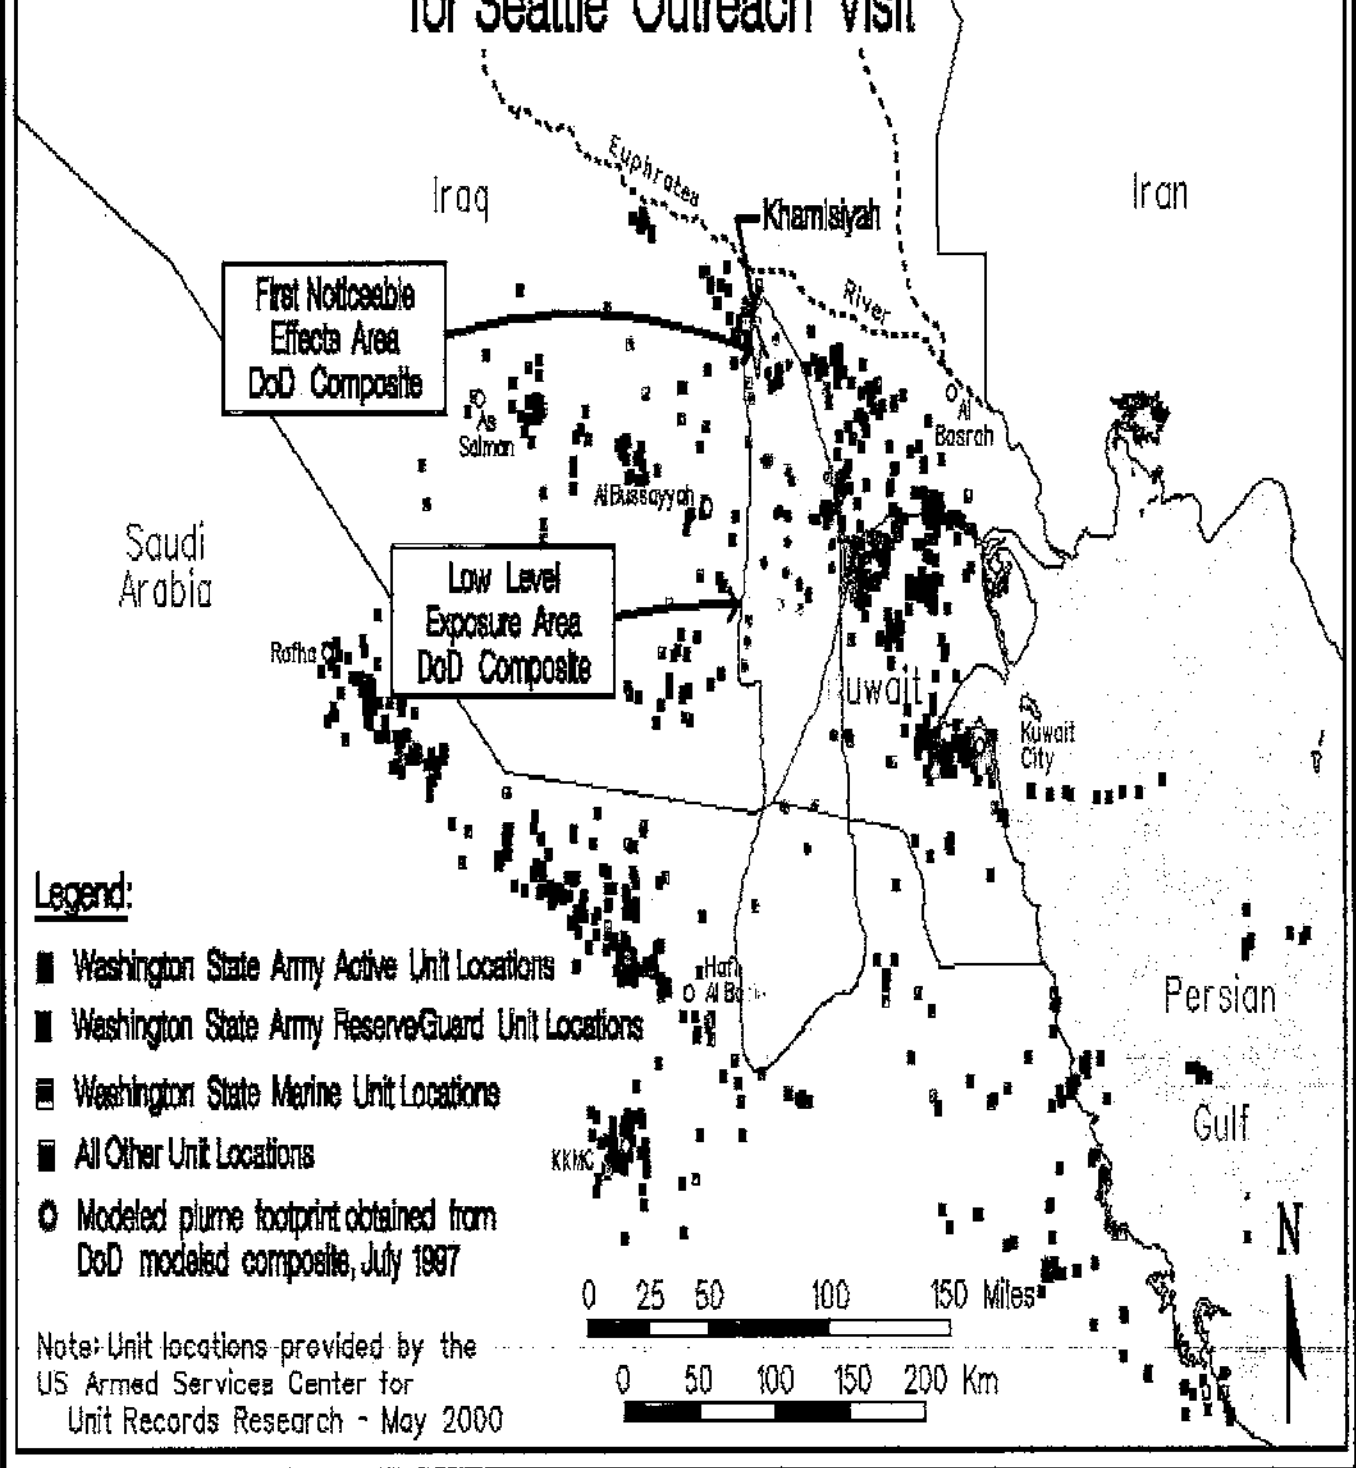 for Seattle Outreach Visit
Euphrates
Iraq
Iran
Khamisiyah
First Noticeable
Effects Area
DoD Composite
River
As
Salman
Al
Basrah
Al Bussayyah
Saudi
Arabia
Low Level
Exposure Area
DoD Composite
Rafha
uwait
Kuwait
City
Legend:
Washington State Army Active Unit Locations
Hafr
Al Ba
Persian
Washington State Army Reserve/Guard Unit Locations
Washington State Marine Unit Locations
Gulf
All Other Unit Locations
KKMC
Modeled plume footprint obtained from
DoD modeled composite, July 1997
N
0 25 50 100 150 Miles
Note: Unit locations provided by the
US Armed Services Center for
Unit Records Research - May 2000
0 50 100 150 200 Km